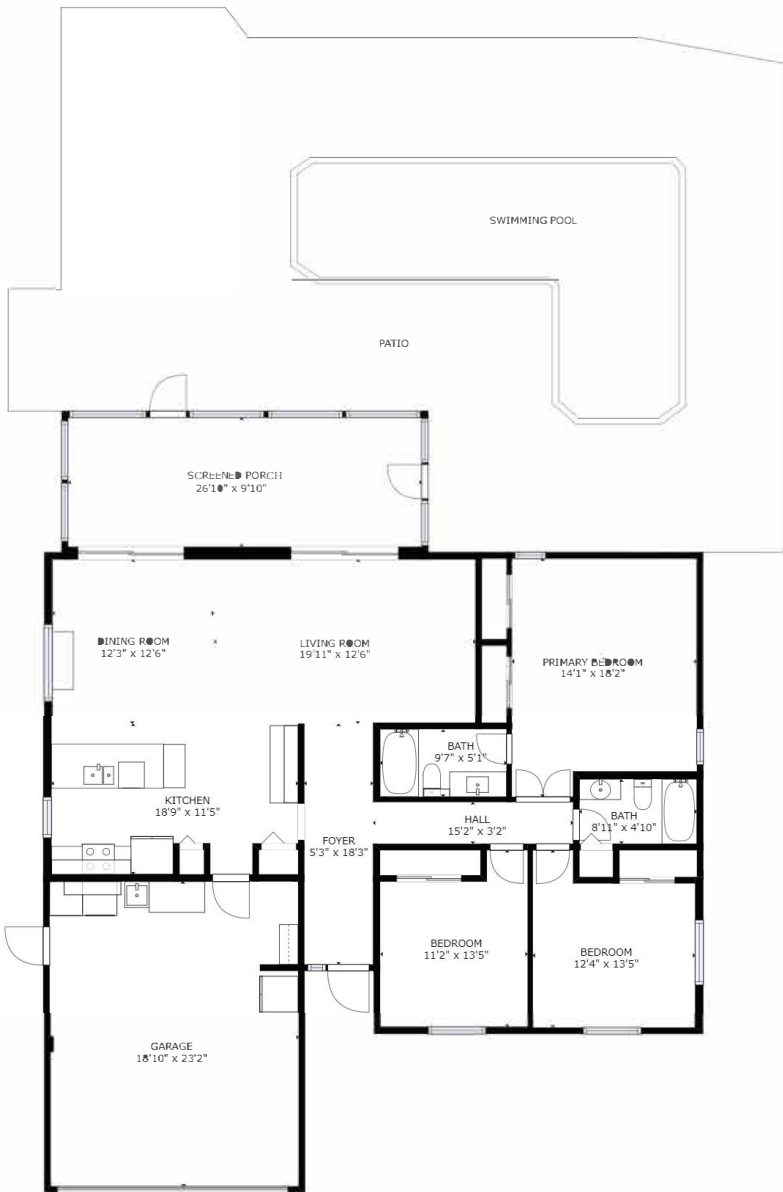 SWIMMING POOL
PATIO
SCREENED PORCH
26'10" x 9'10"
DINING ROOM
12'3" x 12'6"
LIVING ROOM
19'11" x 12'6"
PRIMARY BEDROOM
14'1" x 18'2"
BATH
9'7" x 5'1"
KITCHEN
18'9" x 11'5"
HALL
15'2" x 3'2"
BATH
8'11" x 4'10"
FOYER
5'3" x 18'3"
BEDROOM
11'2" x 13'5"
BEDROOM
12'4" x 13'5"
GARAGE
18'10" x 23'2"